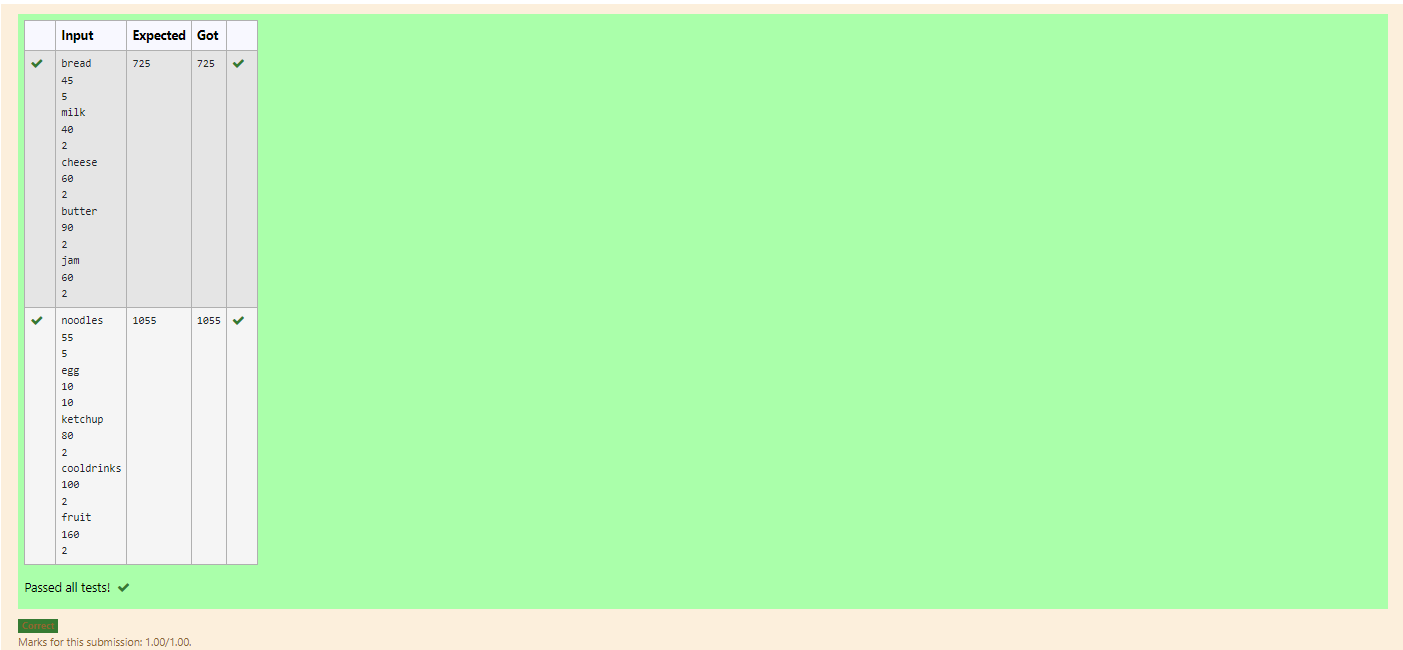 Input Expected Got
bread 725 725
45
5
milk
40
2
cheese
60
2
butter
90
2
jam
60
2
noodles 1055 1055
55
5
egg
10
10
ketchup
80
2
cooldrinks
100
2
fruit
160
2
Passed all tests!
Correct
Marks for this submission: 1.00/1.00.